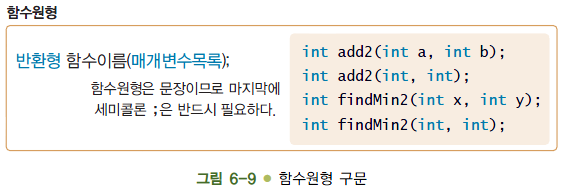 함수원형
반환형 함수이름(매개변수목록);
함수원형은 문장이므로 마지막에
세미콜론 ;은 반드시 필요하다.
int add2(int a, int b);
int add2(int, int);
int findMin2(int x, int y);
int findMin2(int, int);
그림 6-9 ● 함수원형 구문